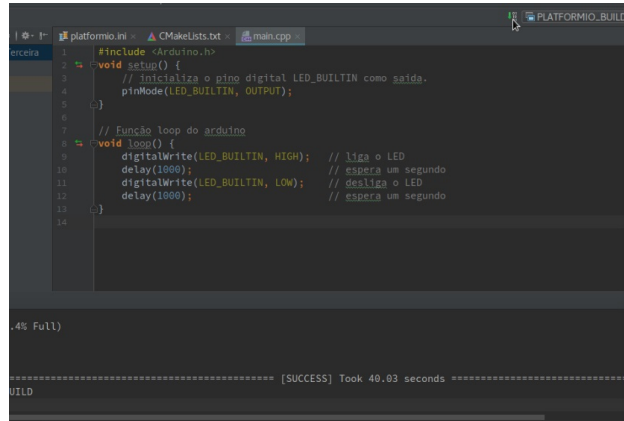 PLATFORMIO_BUILD
platformio.ini × CMakeLists.txt × main.cpp ×
erceira
1 #include <Arduino.h>
2 void setup() {
3 // inicializa o pino digital LED_BUILTIN como saida.
4 pinMode(LED_BUILTIN, OUTPUT);
5 }
6
7 // Função loop do arduino
8 void loop() {
9 digitalWrite(LED_BUILTIN, HIGH); // liga o LED
10 delay(1000); // espera um segundo
11 digitalWrite(LED_BUILTIN, LOW); // desliga o LED
12 delay(1000); // espera um segundo
13 }
14
.4% Full)
============================================= [SUCCESS] Took 40.03 seconds =============================
UILD